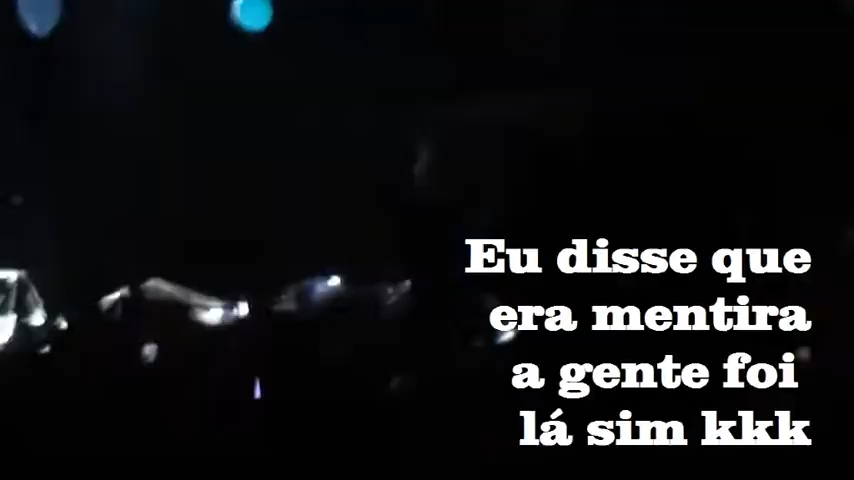 Eu disse que
era mentira
a gente foi
lá sim kkk